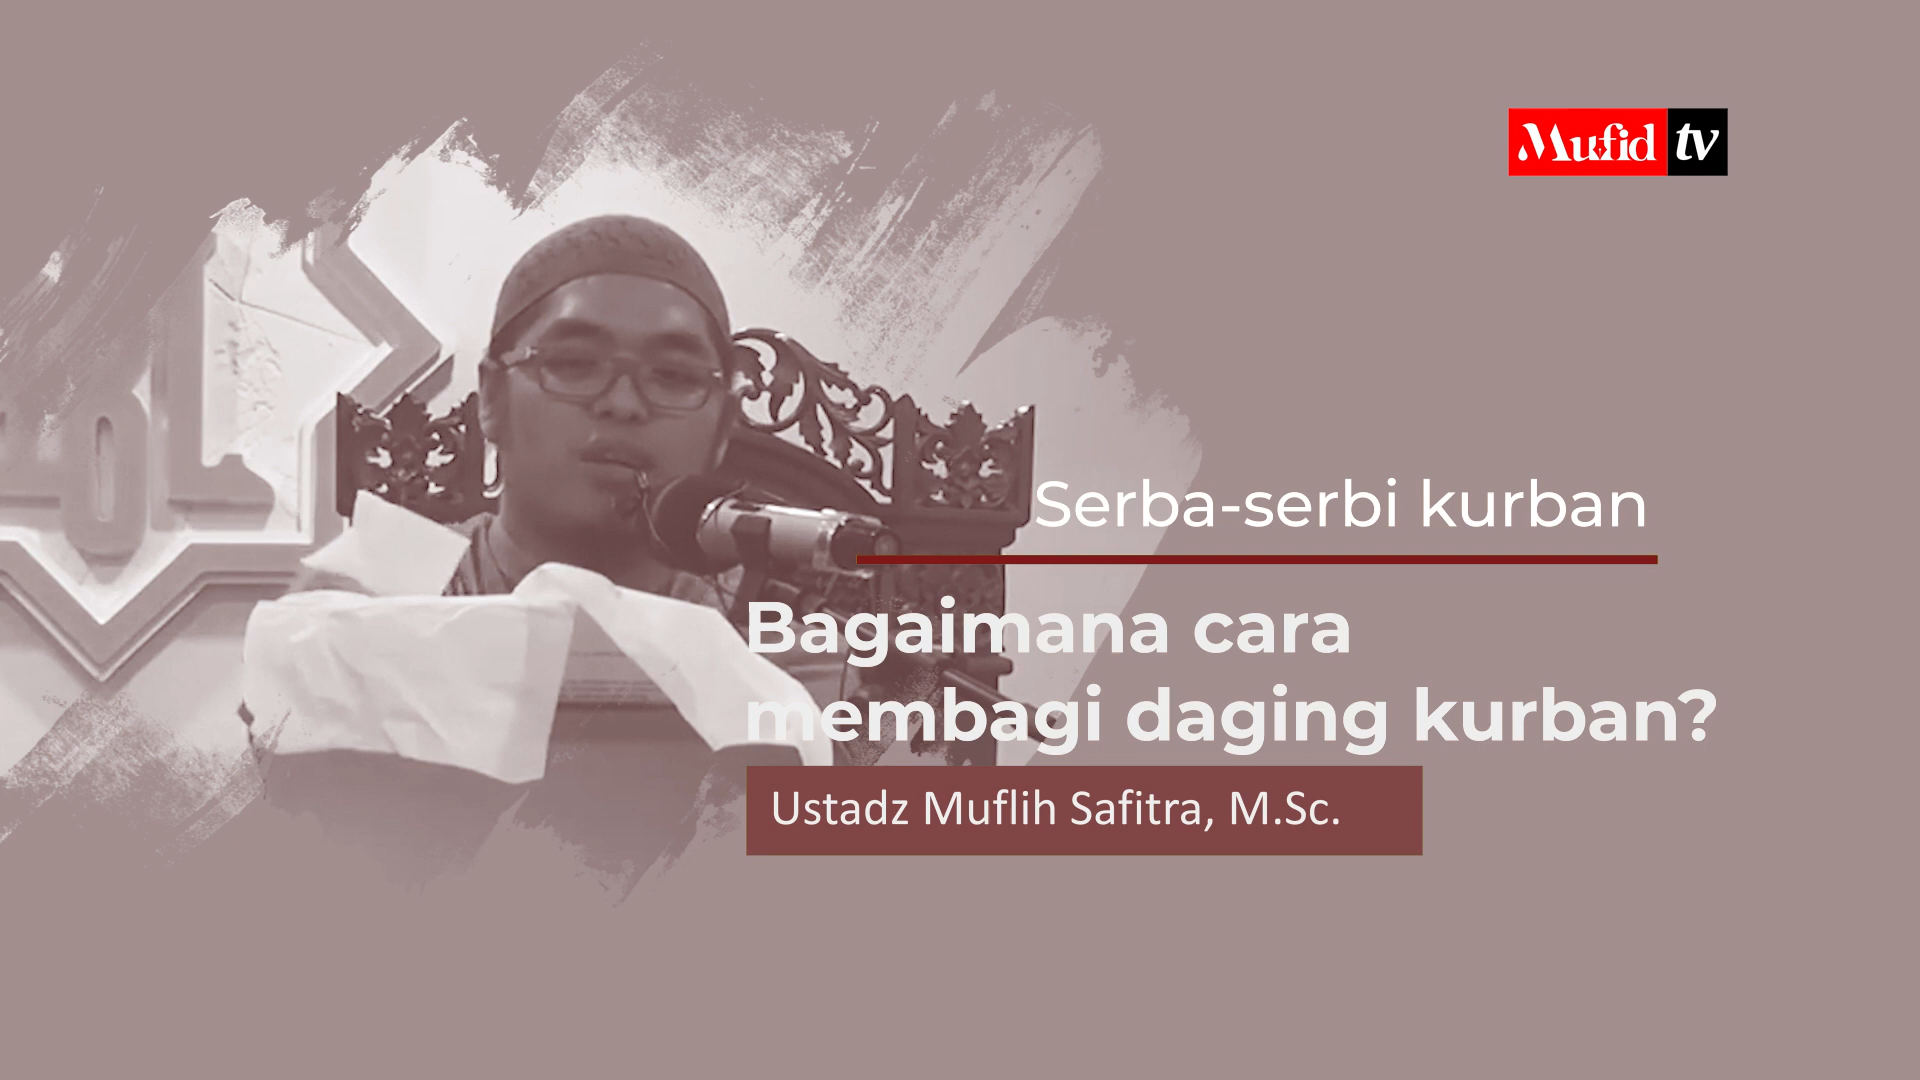 Mufid tv
Serba-serbi kurban
Bagaimana cara
membagi daging kurban?
Ustadz Muflih Safitra, M.Sc.